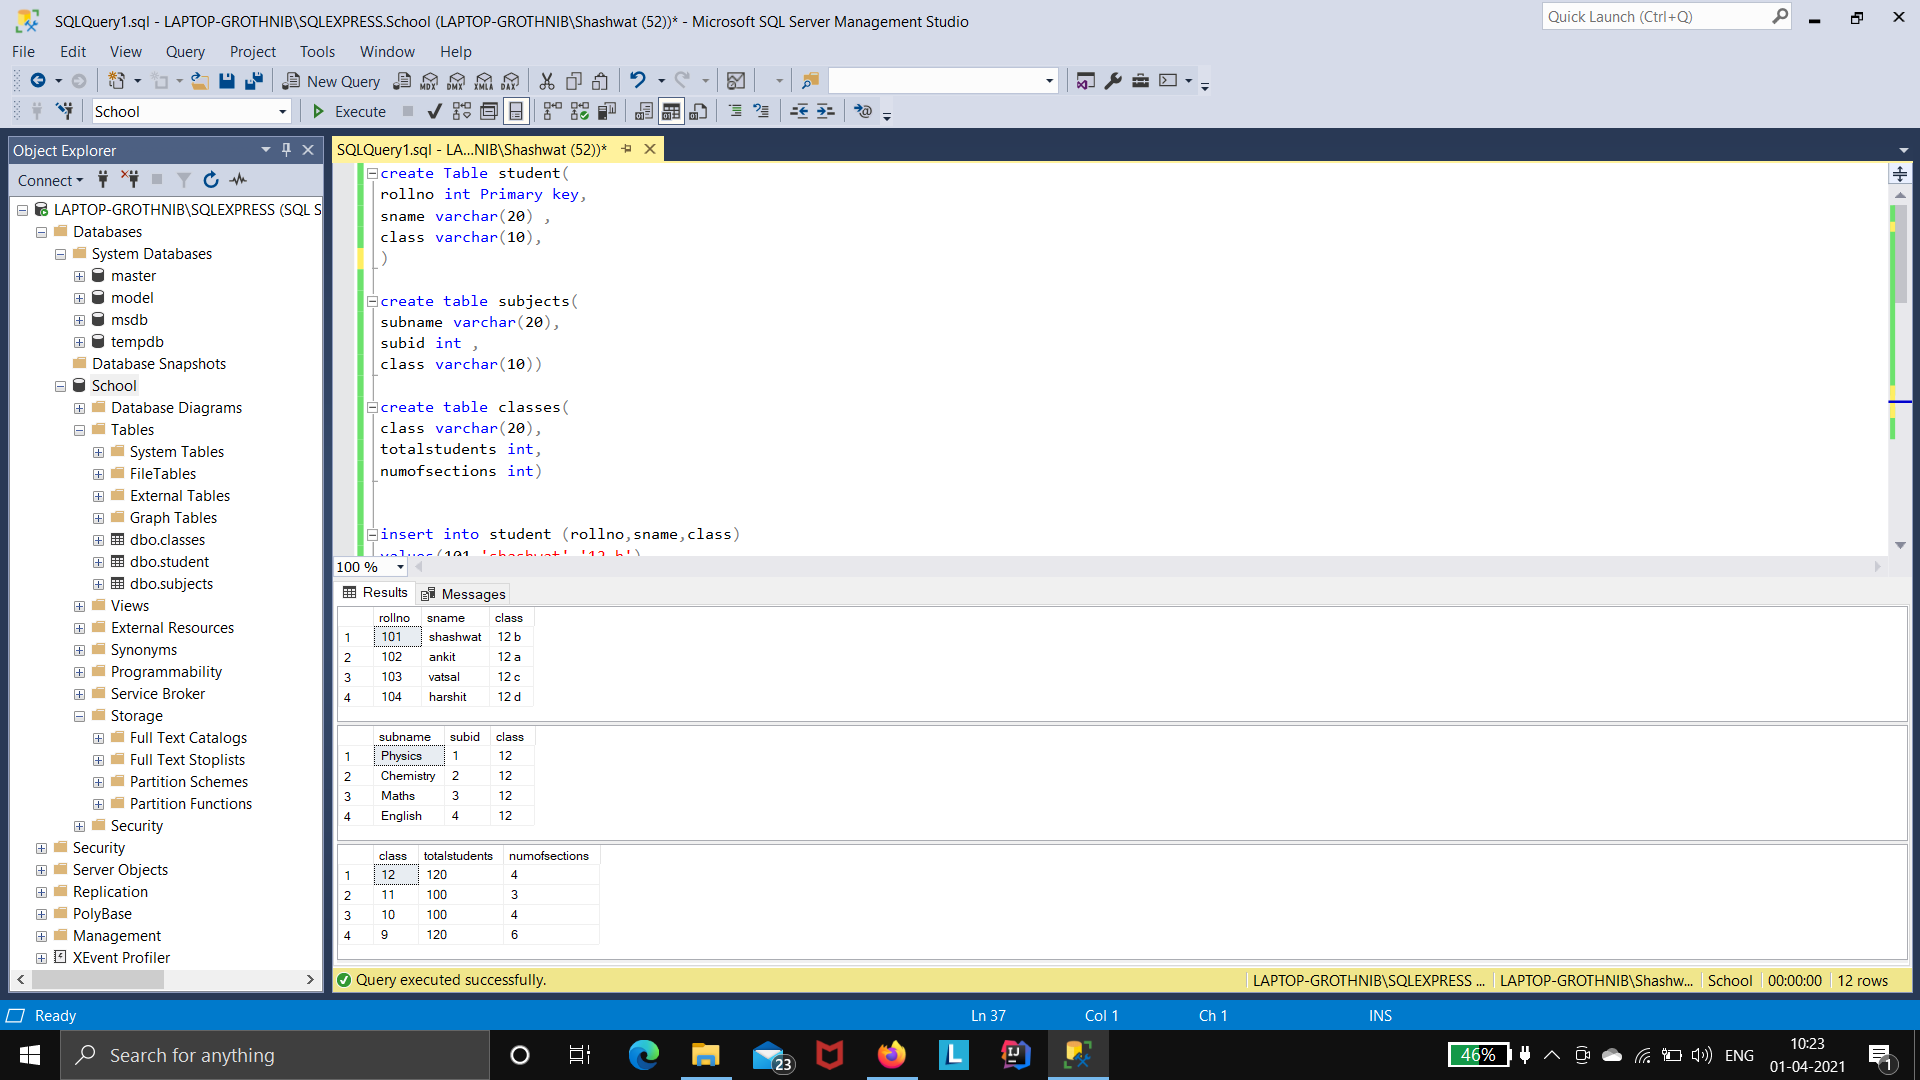 SQLQuery1.sql - LAPTOP-GROTHNIB\SQLEXPRESS.School (LAPTOP-GROTHNIB\Shashwat (52))* - Microsoft SQL Server Management Studio
Quick Launch (Ctrl+Q)
File Edit View Query Project Tools Window Help
New Query MDX DMX XMLA DAX
School Execute
Object Explorer
Connect
LAPTOP-GROTHNIB\SQLEXPRESS (SQL S
Databases
System Databases
master
model
msdb
tempdb
Database Snapshots
School
Database Diagrams
Tables
System Tables
FileTables
External Tables
Graph Tables
dbo.classes
dbo.student
dbo.subjects
Views
External Resources
Synonyms
Programmability
Service Broker
Storage
Full Text Catalogs
Full Text Stoplists
Partition Schemes
Partition Functions
Security
Security
Server Objects
Replication
PolyBase
Management
XEvent Profiler
SQLQuery1.sql - LA...NIB\Shashwat (52))*
create Table student(
rollno int Primary key,
sname varchar(20) ,
class varchar(10),
)
create table subjects(
subname varchar(20),
subid int ,
class varchar(10))
create table classes(
class varchar(20),
totalstudents int,
numofsections int)
insert into student (rollno,sname,class)
values(101,'shashwat','12 b')
100 %
Results Messages
rollno sname class
1 101 shashwat 12 b
2 102 ankit 12 a
3 103 vatsal 12 c
4 104 harshit 12 d
subname subid class
1 Physics 1 12
2 Chemistry 2 12
3 Maths 3 12
4 English 4 12
class totalstudents numofsections
1 12 120 4
2 11 100 3
3 10 100 4
4 9 120 6
Query executed successfully. LAPTOP-GROTHNIB\SQLEXPRESS ... LAPTOP-GROTHNIB\Shashw... School 00:00:00 12 rows
Ready Ln 37 Col 1 Ch 1 INS
Search for anything 23 L IJ 46% ENG 10:23
01-04-2021 1